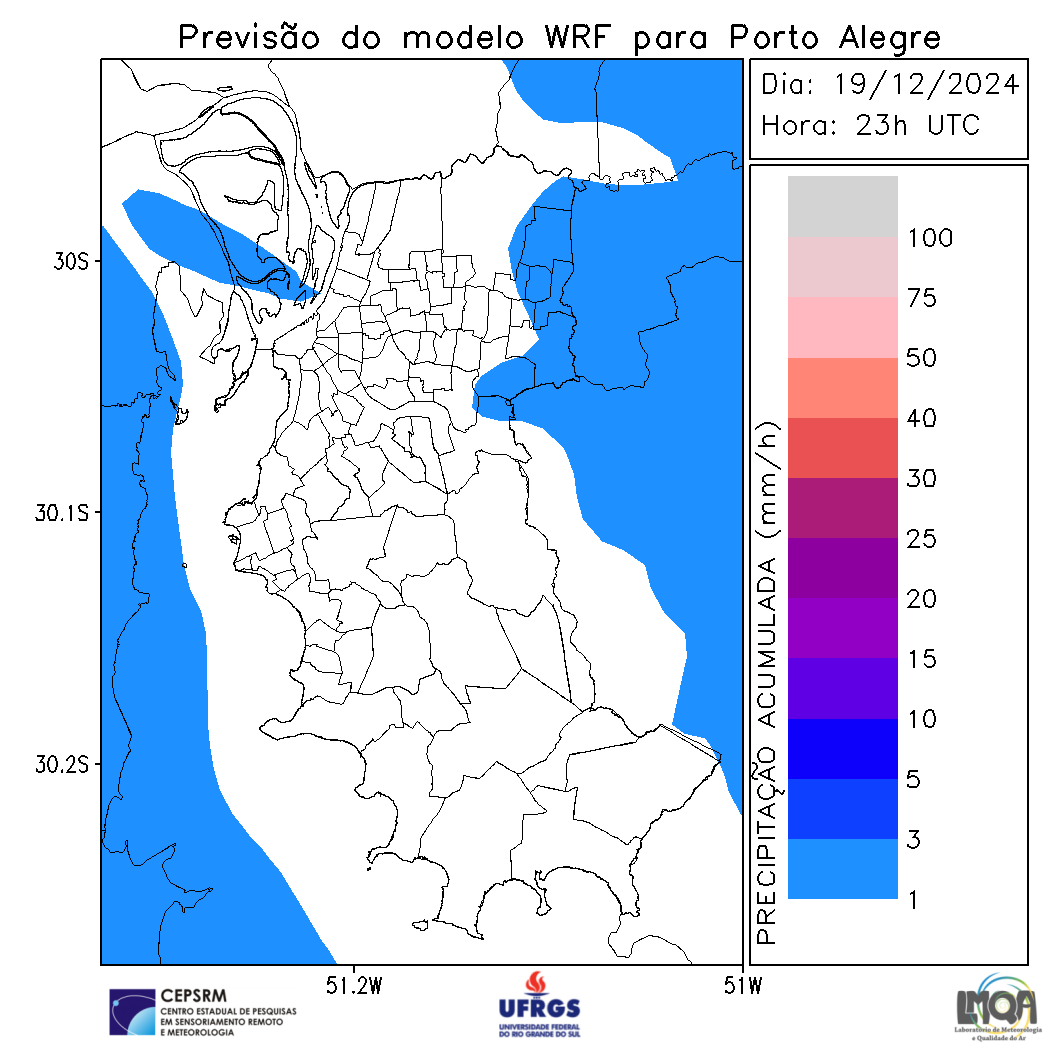 Previsão do modelo WRF para Porto Alegre
Dia: 19/12/2024
Hora: 23h UTC
30S
30.1S
30.2S
51.2W
51W
PRECIPITAÇÃO ACUMULADA (mm/h)
100
75
50
40
30
25
20
15
10
5
3
1
CEPSRM
CENTRO ESTADUAL DE PESQUISAS
EM SENSORIAMENTO REMOTO
E METEOROLOGIA
UFRGS
UNIVERSIDADE FEDERAL
DO RIO GRANDE DO SUL
LMQA
Laboratório de Meteorologia
e Qualidade do Ar